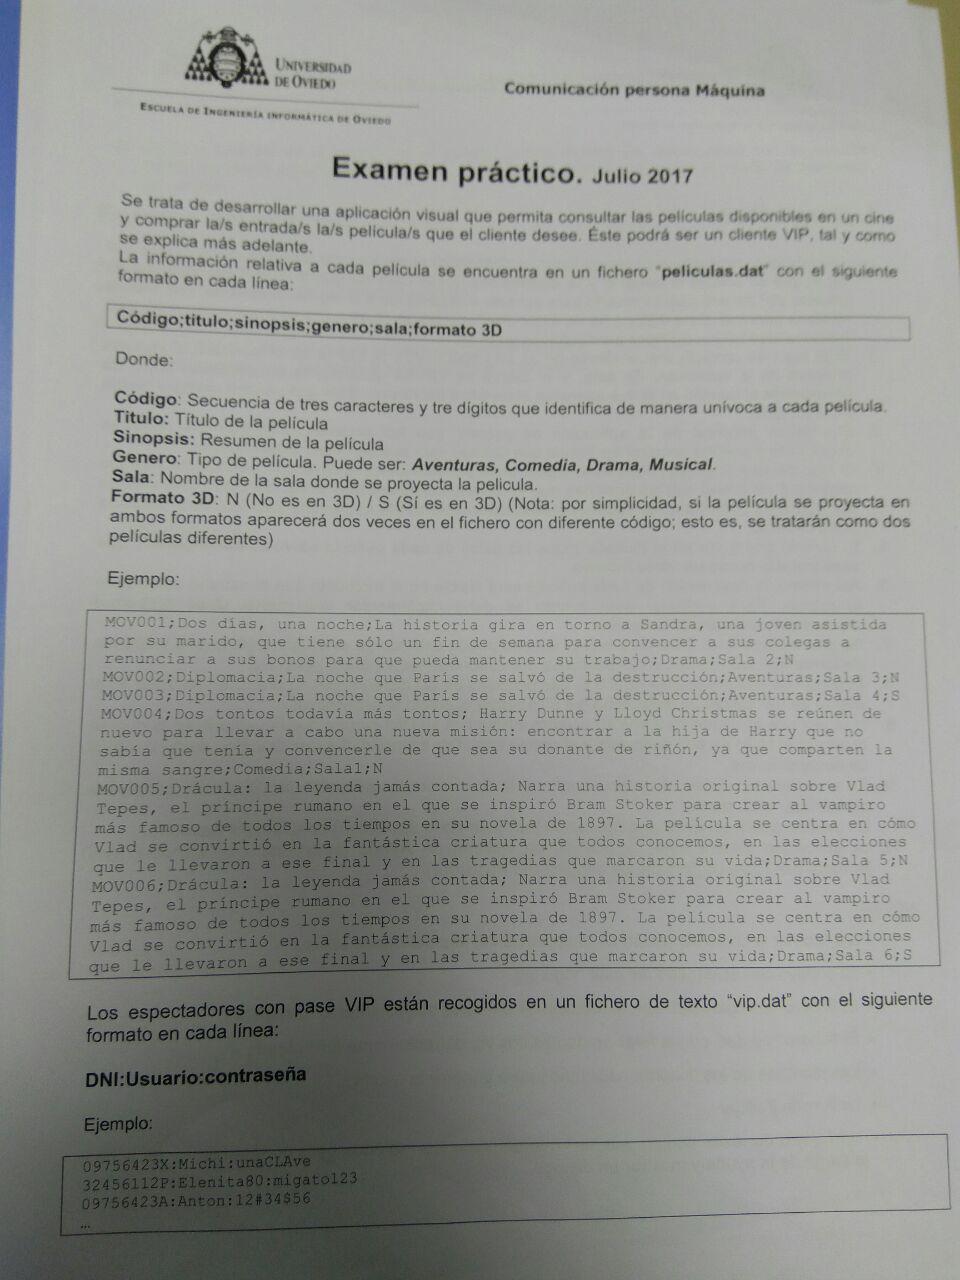 UNIVERSIDAD
DE OVIEDO
ESCUELA DE INGENIERÍA INFORMÁTICA DE OVIEDO
Comunicación persona Máquina
Examen práctico. Julio 2017
Se trata de desarrollar una aplicación visual que permita consultar las películas disponibles en un cine
y comprar la/s entrada/s la/s película/s que el cliente desee. Éste podrá ser un cliente VIP, tal y como
se explica más adelante.
La información relativa a cada película se encuentra en un fichero "peliculas.dat" con el siguiente
formato en cada línea:
Código;titulo;sinopsis;genero;sala;formato 3D
Donde:
Código: Secuencia de tres caracteres y tre dígitos que identifica de manera unívoca a cada película.
Titulo: Título de la película
Sinopsis: Resumen de la película
Genero: Tipo de película. Puede ser: Aventuras, Comedia, Drama, Musical.
Sala: Nombre de la sala donde se proyecta la pelicula.
Formato 3D: N (No es en 3D) / S (Sí es en 3D) (Nota: por simplicidad, si la película se proyecta en
ambos formatos aparecerá dos veces en el fichero con diferente código; esto es, se tratarán como dos
películas diferentes)
Ejemplo:
MOV001;Dos días, una noche;La historia gira en torno a Sandra, una joven asistida
por su marido, que tiene sólo un fin de semana para convencer a sus colegas a
renunciar a sus bonos para que pueda mantener su trabajo;Drama;Sala 2;N
MOV002;Diplomacia;La noche que París se salvó de la destrucción;Aventuras;Sala 3;N
MOV003;Diplomacia;La noche que París se salvó de la destrucción;Aventuras;Sala 4;S
MOV004;Dos tontos todavía más tontos; Harry Dunne y Lloyd Christmas se reúnen de
nuevo para llevar a cabo una nueva misión: encontrar a la hija de Harry que no
sabía que tenía y convencerle de que sea su donante de riñón, ya que comparten la
misma sangre;Comedia;Sala1;N
MOV005;Drácula: la leyenda jamás contada; Narra una historia original sobre Vlad
Tepes, el príncipe rumano en el que se inspiró Bram Stoker para crear al vampiro
más famoso de todos los tiempos en su novela de 1897. La película se centra en cómo
Vlad se convirtió en la fantástica criatura que todos conocemos, en las elecciones
que le llevaron a ese final y en las tragedias que marcaron su vida;Drama;Sala 5;N
MOV006;Drácula: la leyenda jamás contada; Narra una historia original sobre Vlad
Tepes, el príncipe rumano en el que se inspiró Bram Stoker para crear al vampiro
más famoso de todos los tiempos en su novela de 1897. La película se centra en cómo
Vlad se convirtió en la fantástica criatura que todos conocemos, en las elecciones
que le llevaron a ese final y en las tragedias que marcaron su vida;Drama;Sala 6;S
Los espectadores con pase VIP están recogidos en un fichero de texto "vip.dat" con el siguiente
formato en cada línea:
DNI:Usuario:contraseña
Ejemplo:
09756423X:Michi:unaCLAve
32456112P:Elenita80:migato123
09756423A:Anton:12#34$56
…